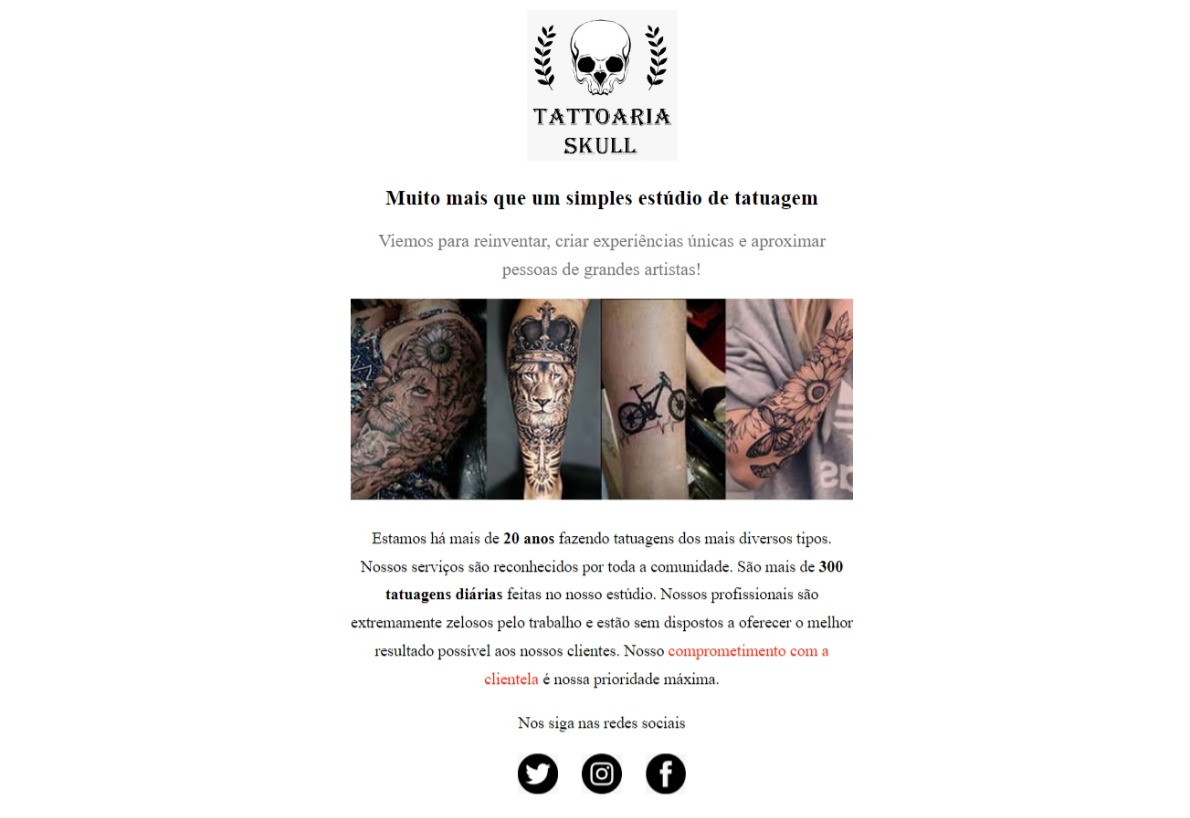 TATTOARIA
SKULL
Muito mais que um simples estúdio de tatuagem
Viemos para reinventar, criar experiências únicas e aproximar
pessoas de grandes artistas!
Estamos há mais de 20 anos fazendo tatuagens dos mais diversos tipos.
Nossos serviços são reconhecidos por toda a comunidade. São mais de 300
tatuagens diárias feitas no nosso estúdio. Nossos profissionais são
extremamente zelosos pelo trabalho e estão sem dispostos a oferecer o melhor
resultado possível aos nossos clientes. Nosso comprometimento com a
clientela é nossa prioridade máxima.
Nos siga nas redes sociais